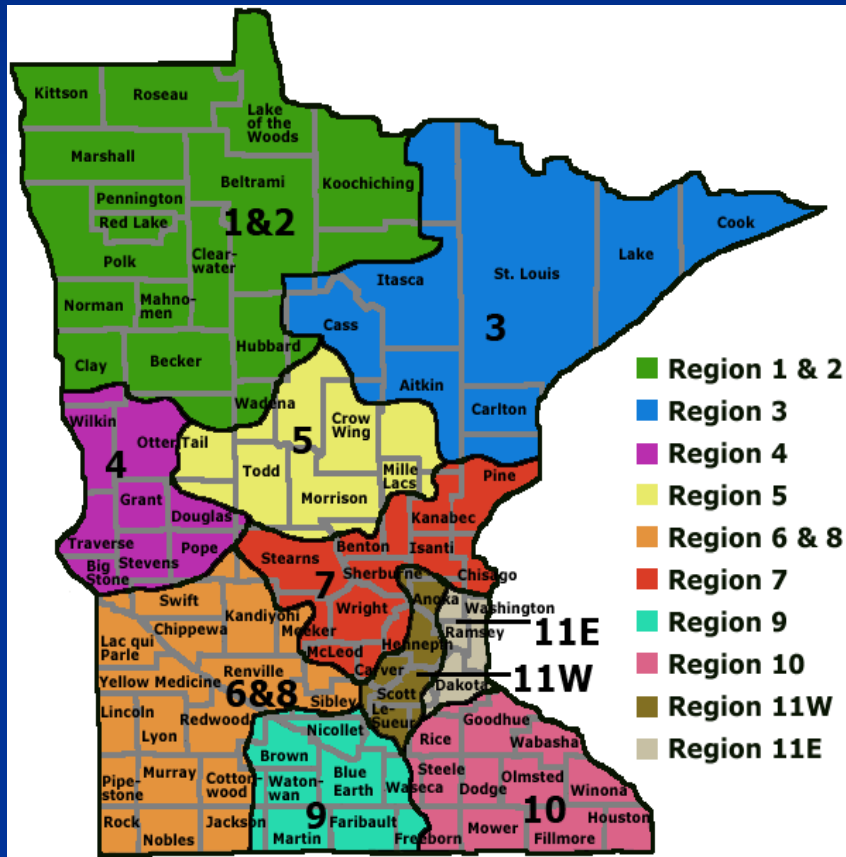 Kittson
Roseau
Lake
of the
Woods
Marshall
Beltrami
Koochiching
Pennington
Red Lake
1&2
Clear-
water
Polk
Norman
Mahno-
men
Hubbard
Clay
Becker
Wadena
Cook
Lake
St. Louis
Itasca
Cass
3
Aitkin
Carlton
Wilkin
Otter Tail
4
Grant
Douglas
Traverse
Pope
Stevens
Big
Stone
Crow
Wing
5
Todd
Mille
Lacs
Morrison
Pine
Kanabec
Benton
Isanti
Stearns
Sherburne
Chisago
7
Wright
Meeker
McLeod
Anoka
Hennepin
Carver
Scott
Le-
Sueur
Washington
Ramsey
11E
11W
Dakota
Swift
Kandiyohi
Chippewa
Lac qui
Parle
Renville
Yellow Medicine
6&8
Sibley
Lincoln
Redwood
Lyon
Pipe-
stone
Murray
Cotton-
wood
Rock
Nobles
Jackson
Nicollet
Brown
Waton-
wan
Blue
Earth
9
Faribault
Martin
Waseca
Freeborn
Rice
Goodhue
Wabasha
Steele
Dodge
Olmsted
Winona
10
Houston
Mower
Fillmore
Region 1 & 2
Region 3
Region 4
Region 5
Region 6 & 8
Region 7
Region 9
Region 10
Region 11W
Region 11E